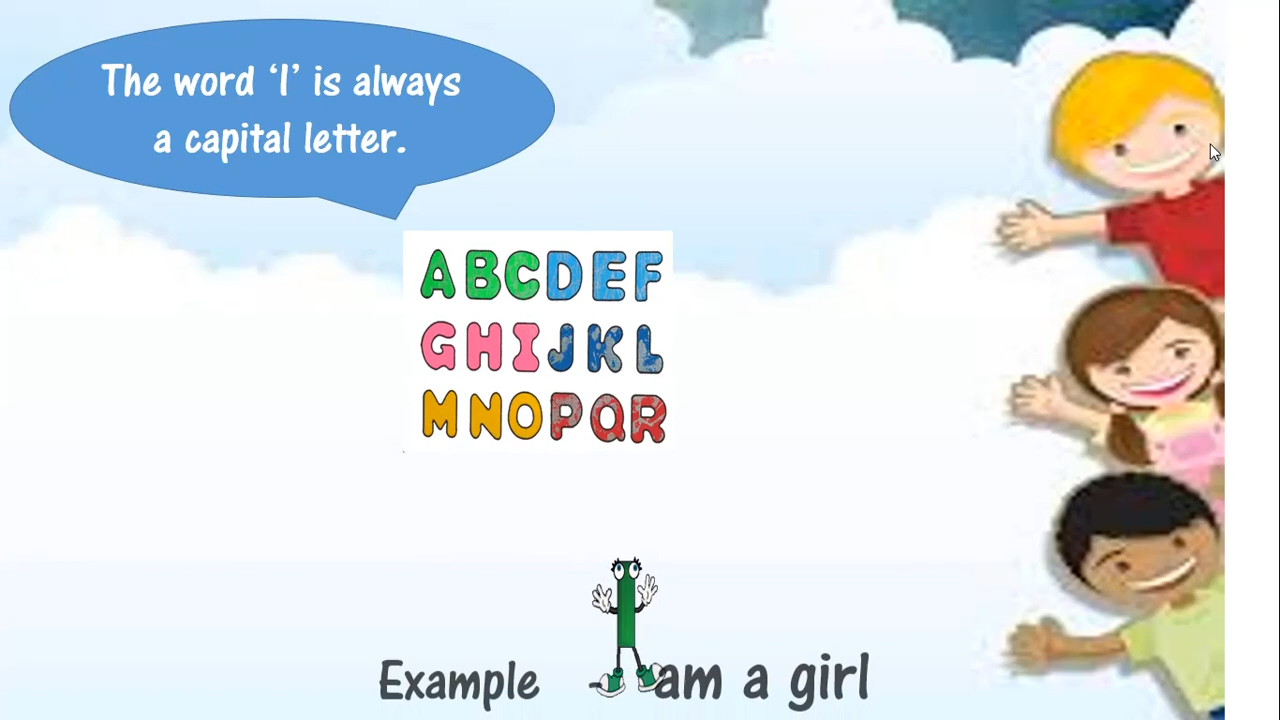 The word ‘I’ is always
a capital letter.
ABCDEF
GHIJKL
MNOPQR
Example - I am a girl